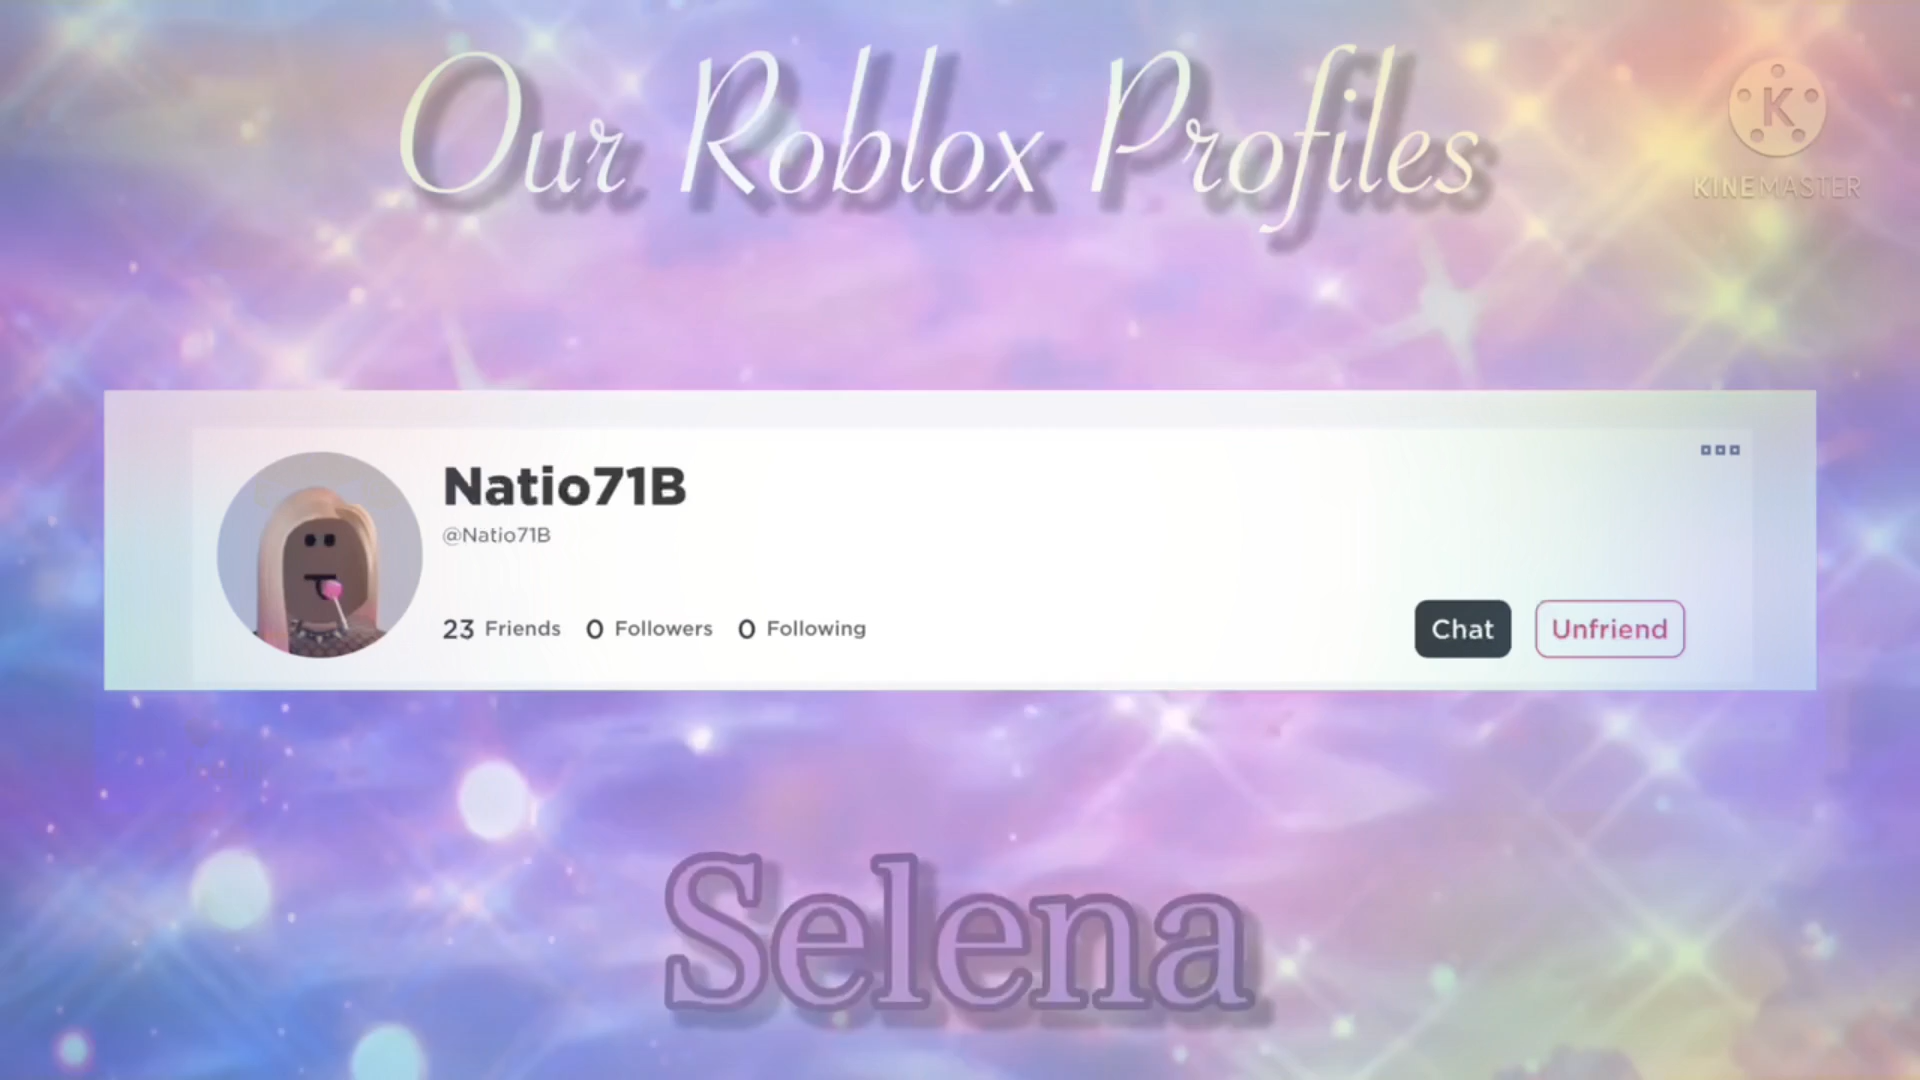 Our Roblox Profiles
K
KINEMASTER
Natio71B
@Natio71B
23 Friends 0 Followers 0 Following
Chat Unfriend
Selena